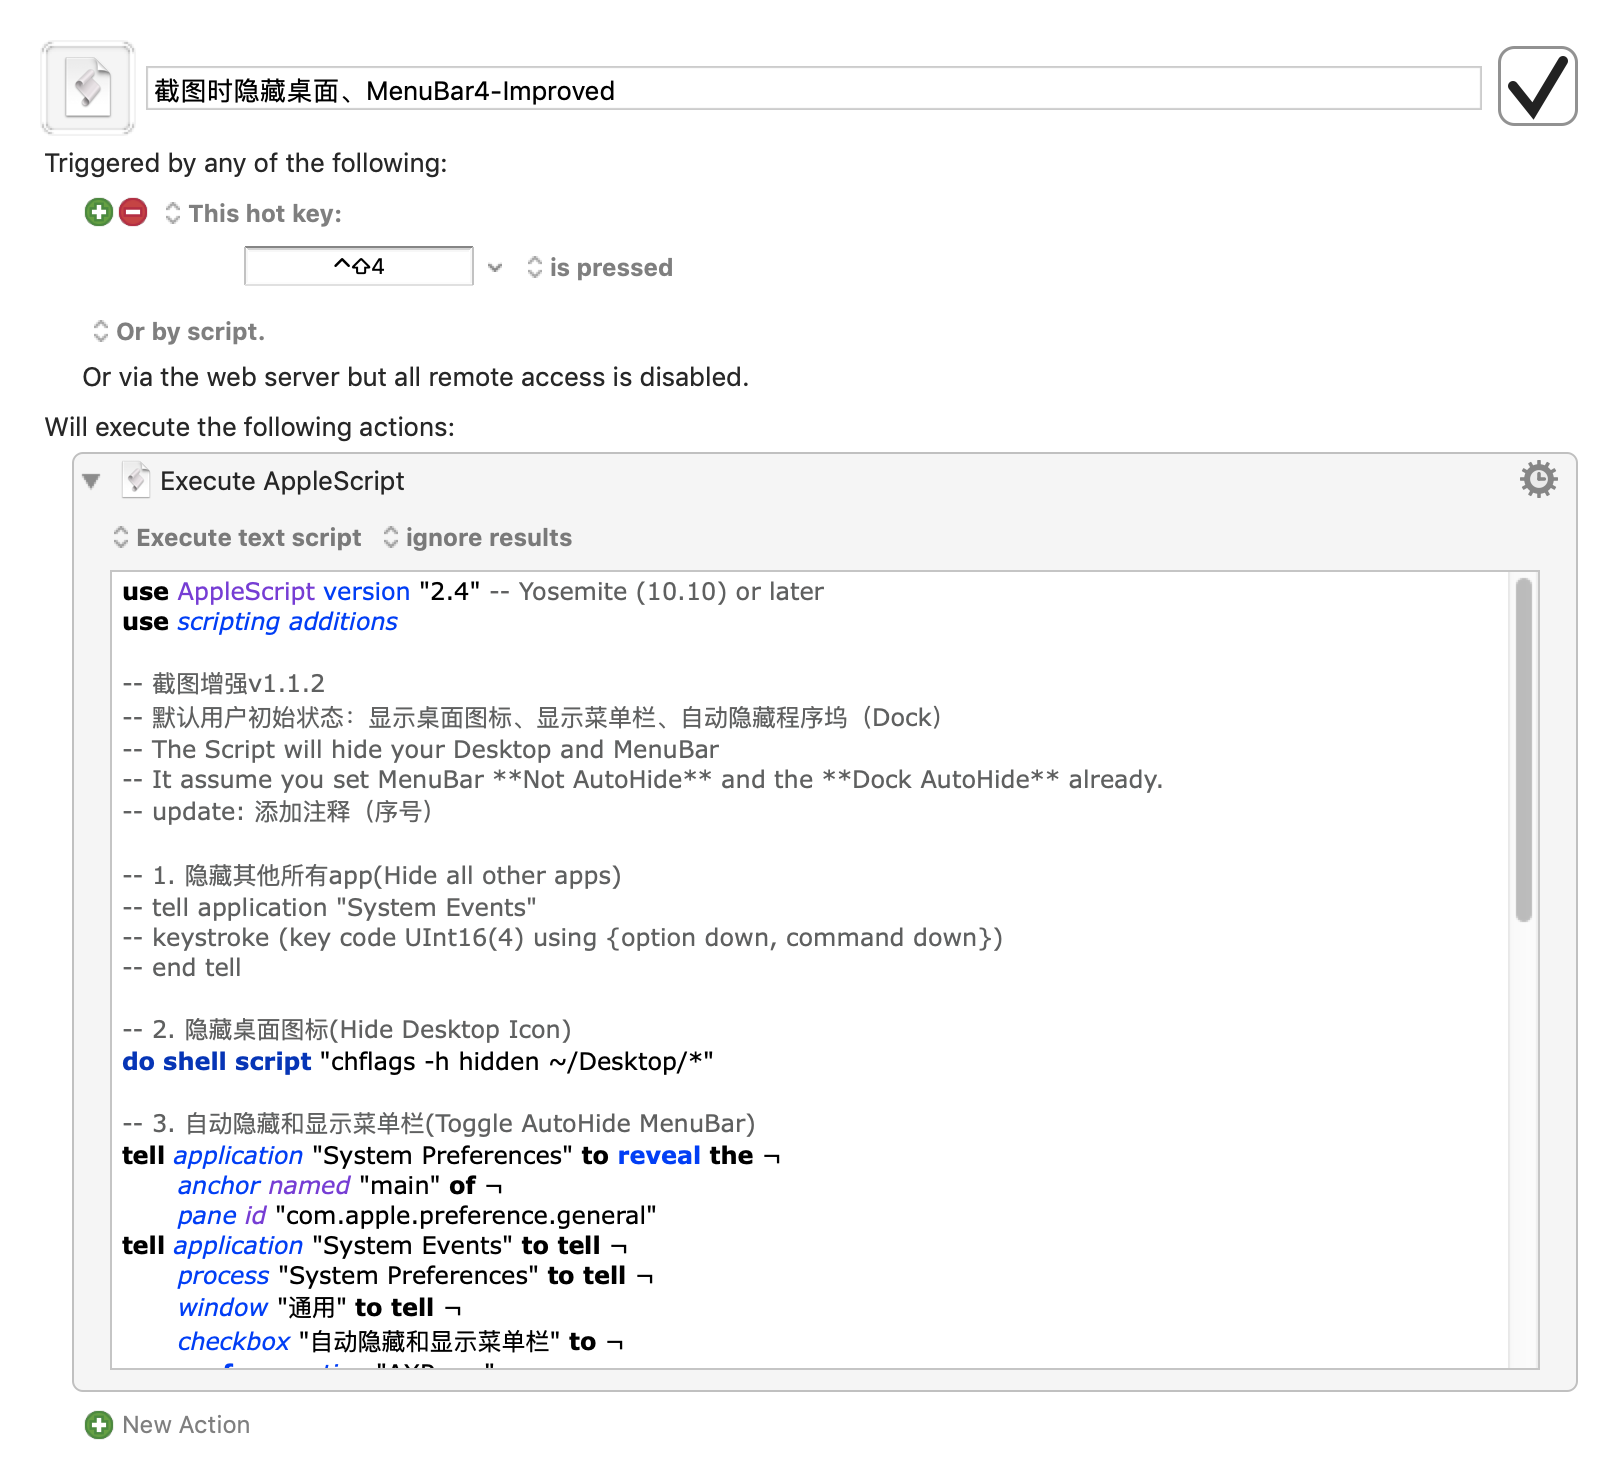 截图时隐藏桌面、MenuBar4-Improved
Triggered by any of the following:
This hot key:
^⇧4
is pressed
Or by script.
Or via the web server but all remote access is disabled.
Will execute the following actions:
Execute AppleScript
Execute text script ignore results
use AppleScript version "2.4" -- Yosemite (10.10) or later
use scripting additions
-- 截图增强v1.1.2
-- 默认用户初始状态：显示桌面图标、显示菜单栏、自动隐藏程序坞（Dock）
-- The Script will hide your Desktop and MenuBar
-- It assume you set MenuBar **Not AutoHide** and the **Dock AutoHide** already.
-- update: 添加注释（序号）
-- 1. 隐藏其他所有app(Hide all other apps)
-- tell application "System Events"
-- keystroke (key code UInt16(4) using {option down, command down})
-- end tell
-- 2. 隐藏桌面图标(Hide Desktop Icon)
do shell script "chflags -h hidden ~/Desktop/*"
-- 3. 自动隐藏和显示菜单栏(Toggle AutoHide MenuBar)
tell application "System Preferences" to reveal the ¬
anchor named "main" of ¬
pane id "com.apple.preference.general"
tell application "System Events" to tell ¬
process "System Preferences" to tell ¬
window "通用" to tell ¬
checkbox "自动隐藏和显示菜单栏" to ¬
New Action